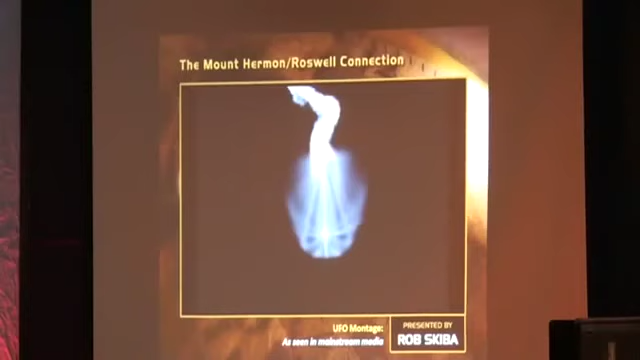 The Mount Hermon/Roswell Connection
UFO Montage:
As seen in mainstream media
PRESENTED BY
ROB SKIBA